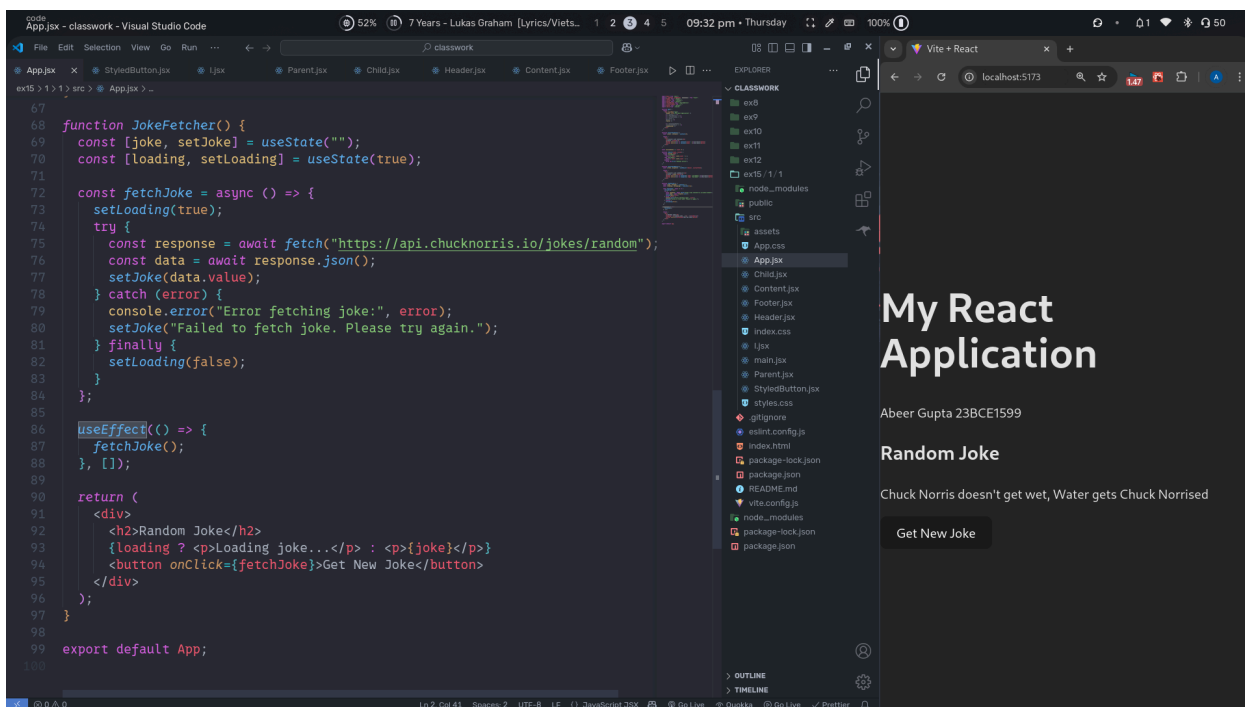 code
App.jsx - classwork - Visual Studio Code
52%
7 Years - Lukas Graham [Lyrics/Viets...
1 2 3 4 5
09:32 pm • Thursday
100%
1
50
File Edit Selection View Go Run ···
classwork
App.jsx
StyledButton.jsx
I.jsx
Parent.jsx
Child.jsx
Header.jsx
Content.jsx
Footer.jsx
ex15 > 1 > 1 > src > App.jsx > ...
67 }
68 function JokeFetcher() {
69 const [joke, setJoke] = useState("");
70 const [loading, setLoading] = useState(true);
71
72 const fetchJoke = async () => {
73 setLoading(true);
74 try {
75 const response = await fetch("https://api.chucknorris.io/jokes/random");
76 const data = await response.json();
77 setJoke(data.value);
78 } catch (error) {
79 console.error("Error fetching joke:", error);
80 setJoke("Failed to fetch joke. Please try again.");
81 } finally {
82 setLoading(false);
83 }
84 };
85
86 useEffect(() => {
87 fetchJoke();
88 }, []);
89
90 return (
91 <div>
92 <h2>Random Joke</h2>
93 {loading ? <p>Loading joke...</p> : <p>{joke}</p>}
94 <button onClick={fetchJoke}>Get New Joke</button>
95 </div>
96 );
97 }
98
99 export default App;
100
EXPLORER ···
CLASSWORK
ex8
ex9
ex10
ex11
ex12
ex15 / 1 / 1
node_modules
public
src
assets
App.css
App.jsx
Child.jsx
Content.jsx
Footer.jsx
Header.jsx
index.css
I.jsx
main.jsx
Parent.jsx
StyledButton.jsx
styles.css
.gitignore
eslint.config.js
index.html
package-lock.json
package.json
README.md
vite.config.js
node_modules
package-lock.json
package.json
OUTLINE
TIMELINE
0 0
Ln 2, Col 41 Spaces: 2 UTF-8 LF {} JavaScript JSX Go Live Quokka Go Live Prettier
Vite + React
localhost:5173
1.47
A
My React
Application
Abeer Gupta 23BCE1599
Random Joke
Chuck Norris doesn't get wet, Water gets Chuck Norrised
Get New Joke